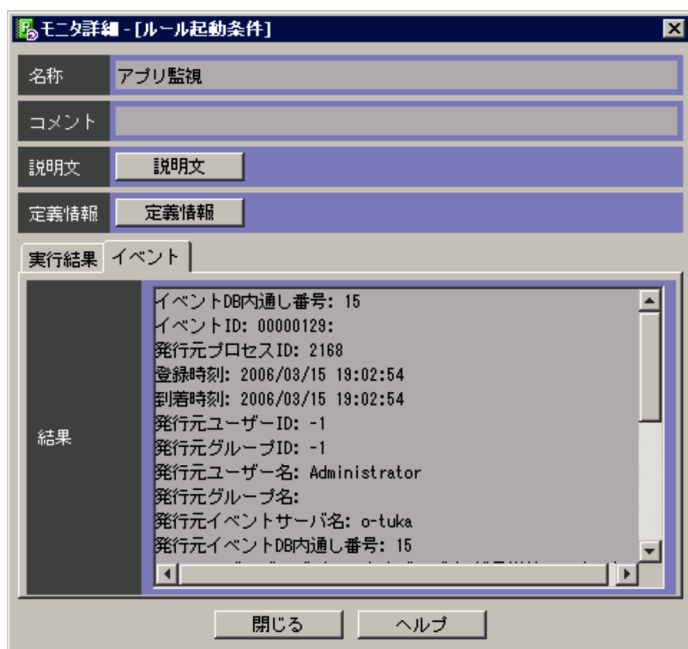 モニタ詳細 - [ルール起動条件]
名称 アプリ監視
コメント
説明文 説明文
定義情報 定義情報
実行結果 イベント
結果
イベントDB内通し番号: 15
イベントID: 00000129:
発行元プロセスID: 2168
登録時刻: 2006/03/15 19:02:54
到着時刻: 2006/03/15 19:02:54
発行元ユーザーID: -1
発行元グループID: -1
発行元ユーザー名: Administrator
発行元グループ名:
発行元イベントサーバ名: o-tuka
発行元イベントDB内通し番号: 15
閉じる ヘルプ